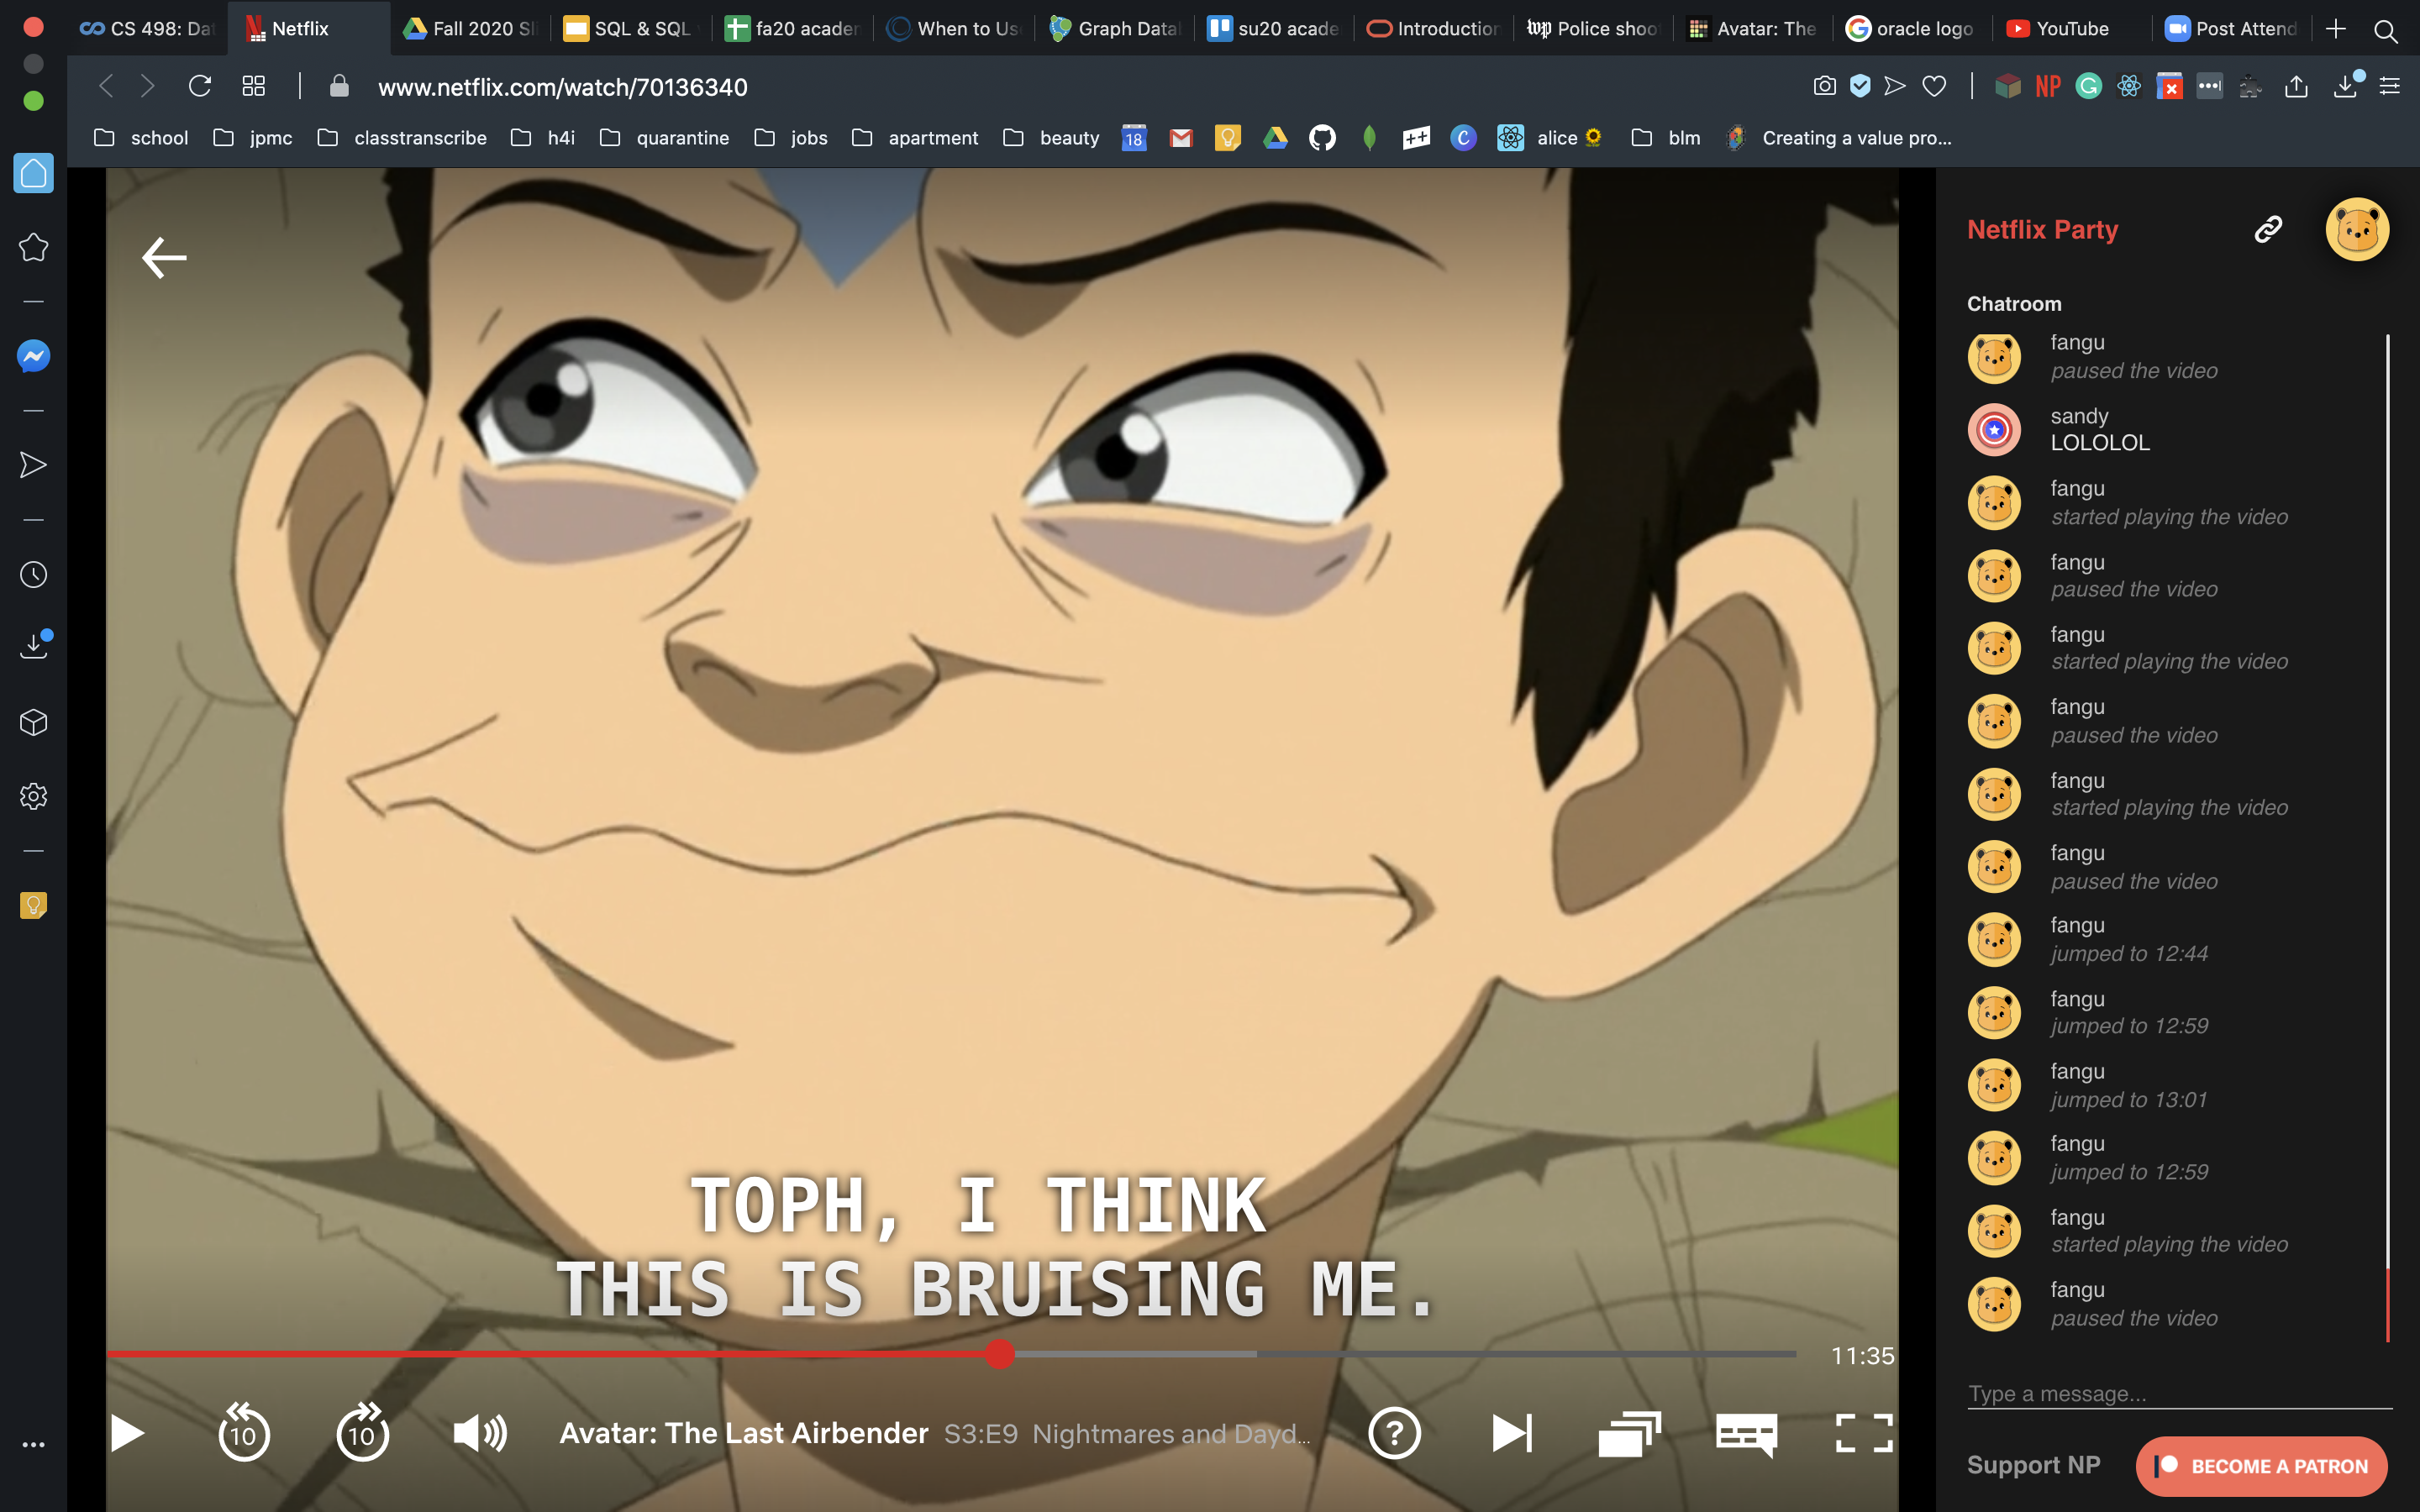 CS 498: Dat
Netflix
Fall 2020 Sl
SQL & SQL
fa20 acader
When to Us
Graph Data
su20 acade
Introduction
wp Police shoo
Avatar: The
oracle logo
YouTube
Post Attend
www.netflix.com/watch/70136340
NP
school
jpmc
classtranscribe
h4i
quarantine
jobs
apartment
beauty
18
++
C
alice
blm
Creating a value pro...
Netflix Party
Chatroom
fangu
paused the video
sandy
LOLOLOL
fangu
started playing the video
fangu
paused the video
fangu
started playing the video
fangu
paused the video
fangu
started playing the video
fangu
paused the video
fangu
jumped to 12:44
fangu
jumped to 12:59
fangu
jumped to 13:01
fangu
jumped to 12:59
fangu
started playing the video
fangu
paused the video
Type a message...
Support NP
BECOME A PATRON
TOPH, I THINK
THIS IS BRUISING ME.
11:35
10
10
Avatar: The Last Airbender S3:E9 Nightmares and Dayd...
?